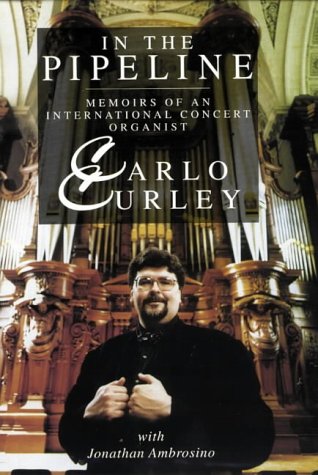 IN THE
PIPELINE
MEMOIRS OF AN
INTERNATIONAL CONCERT
ORGANIST
CARLO
CURLEY
with
Jonathan Ambrosino